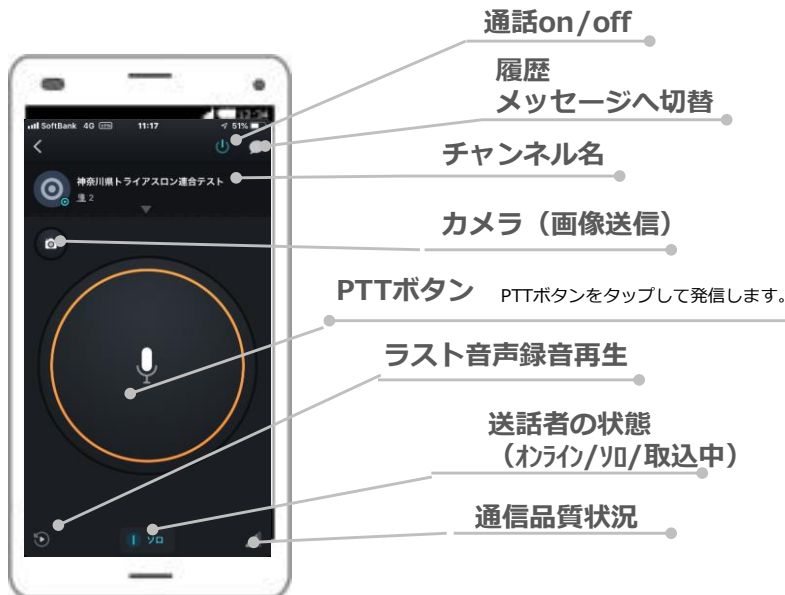 通話on/off
履歴
メッセージへ切替
12:34
SoftBank 4G VPN 11:17 51%
チャンネル名
神奈川県トライアスロン連合テスト
2
カメラ（画像送信）
PTTボタン PTTボタンをタップして発信します。
ラスト音声録音再生
送話者の状態
（ｵﾝﾗｲﾝ/ｿﾛ/取込中）
通信品質状況
ソロ